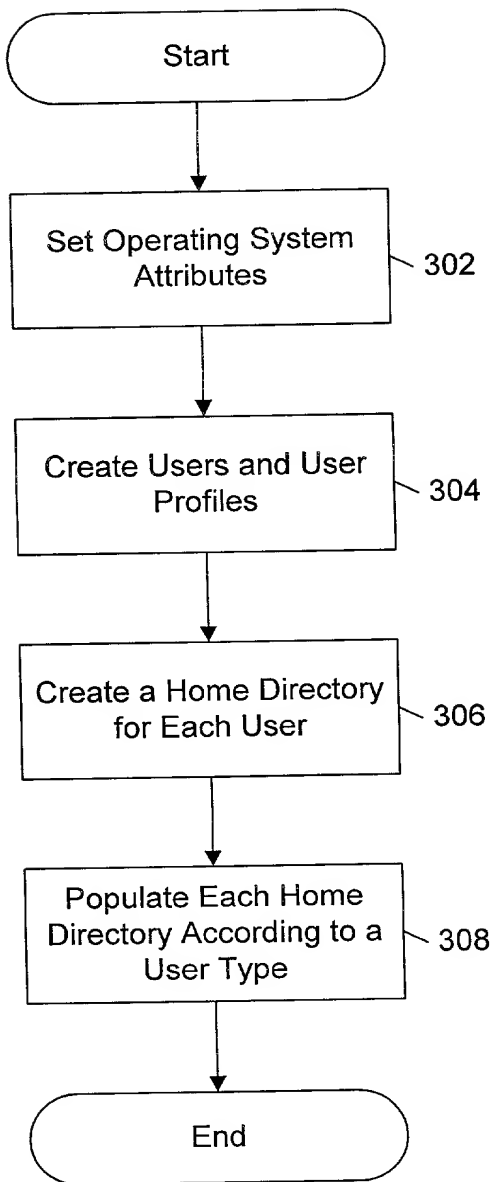 Start
Set Operating System
Attributes
302
Create Users and User
Profiles
304
Create a Home Directory
for Each User
306
Populate Each Home
Directory According to a
User Type
308
End